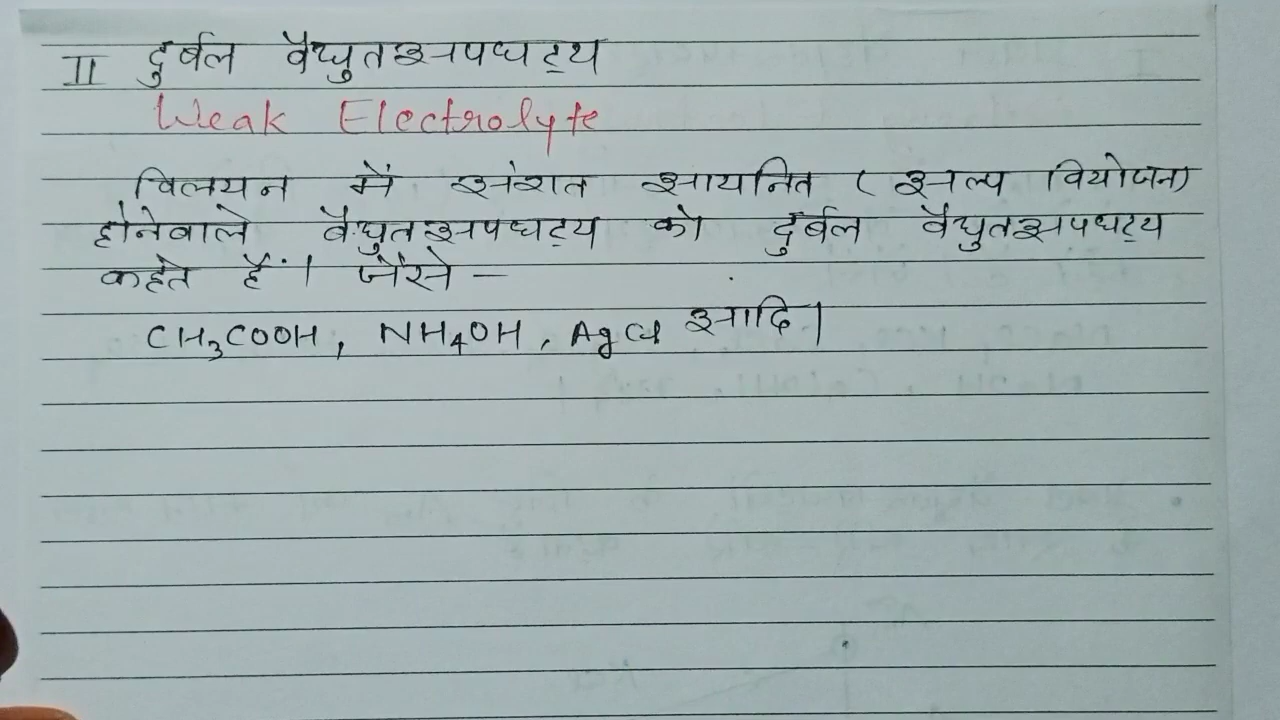 II दुर्बल वैद्युतअपघट्य
Weak Electrolyte
विलयन में अंशत आयनित (अल्प वियोजन)
होनेवाले वैद्युतअपघट्य को दुर्बल वैद्युतअपघट्य
कहते हैं। जैसे –
CH₃COOH, NH₄OH, AgCl आदि।